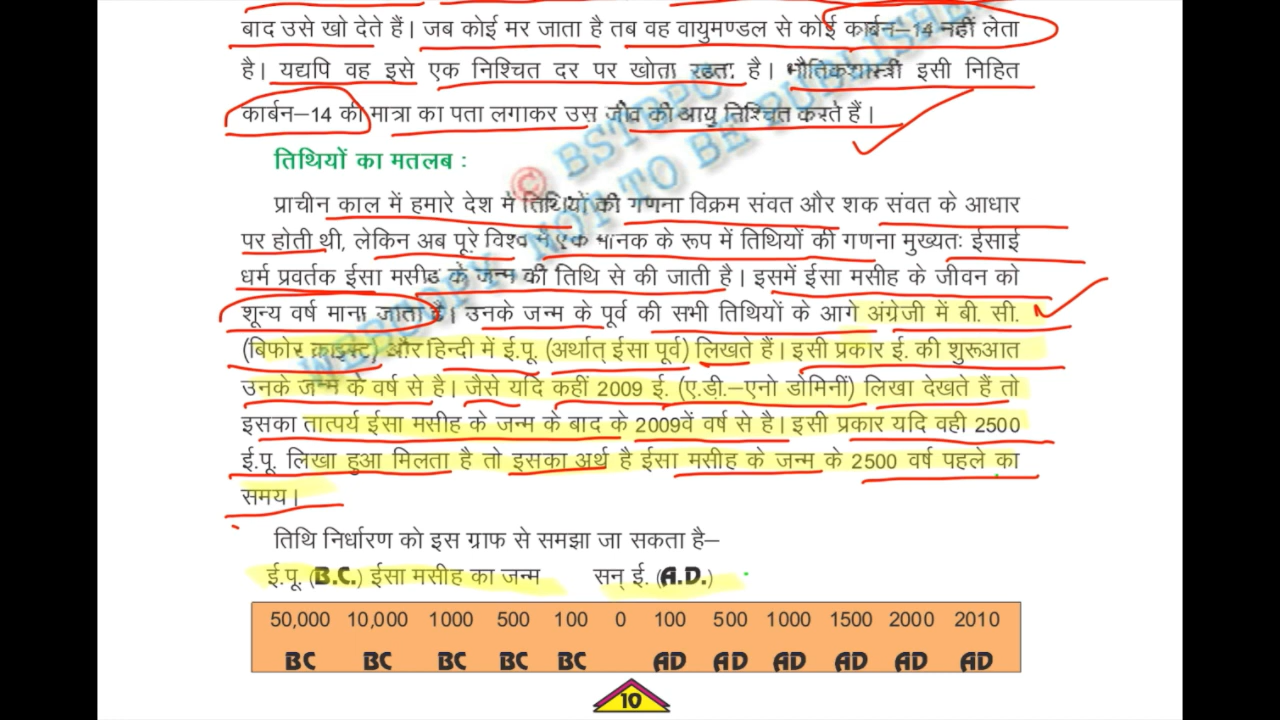 बाद उसे खो देते हैं। जब कोई मर जाता है तब वह वायुमण्डल से कोई कार्बन–14 नहीं लेता
है। यद्यपि वह इसे एक निश्चित दर पर खोता रहता है। भौतिकशास्त्री इसी निहित
कार्बन–14 की मात्रा का पता लगाकर उस जीव की आयु निश्चित करते हैं।
तिथियों का मतलब :
प्राचीन काल में हमारे देश में तिथियों की गणना विक्रम संवत और शक संवत के आधार
पर होती थी, लेकिन अब पूरे विश्व में एक मानक के रूप में तिथियों की गणना मुख्यतः ईसाई
धर्म प्रवर्तक ईसा मसीह के जन्म की तिथि से की जाती है। इसमें ईसा मसीह के जीवन को
शून्य वर्ष माना जाता है। उनके जन्म के पूर्व की सभी तिथियों के आगे अंग्रेजी में बी. सी.
(बिफोर क्राइस्ट) और हिन्दी में ई.पू. (अर्थात् ईसा पूर्व) लिखते हैं। इसी प्रकार ई. की शुरूआत
उनके जन्म के वर्ष से है। जैसे यदि कहीं 2009 ई. (ए.डी.–एनो डोमिनीं) लिखा देखते हैं तो
इसका तात्पर्य ईसा मसीह के जन्म के बाद के 2009वें वर्ष से है। इसी प्रकार यदि वही 2500
ई.पू. लिखा हुआ मिलता है तो इसका अर्थ है ईसा मसीह के जन्म के 2500 वर्ष पहले का
समय।
तिथि निर्धारण को इस ग्राफ से समझा जा सकता है–
ई.पू. (B.C.) ईसा मसीह का जन्म सन् ई. (A.D.)
50,000 10,000 1000 500 100 0 100 500 1000 1500 2000 2010
BC BC BC BC BC AD AD AD AD AD AD
10
© BSTBPC
WEBCOPY, NOT TO BE PUBLISHED